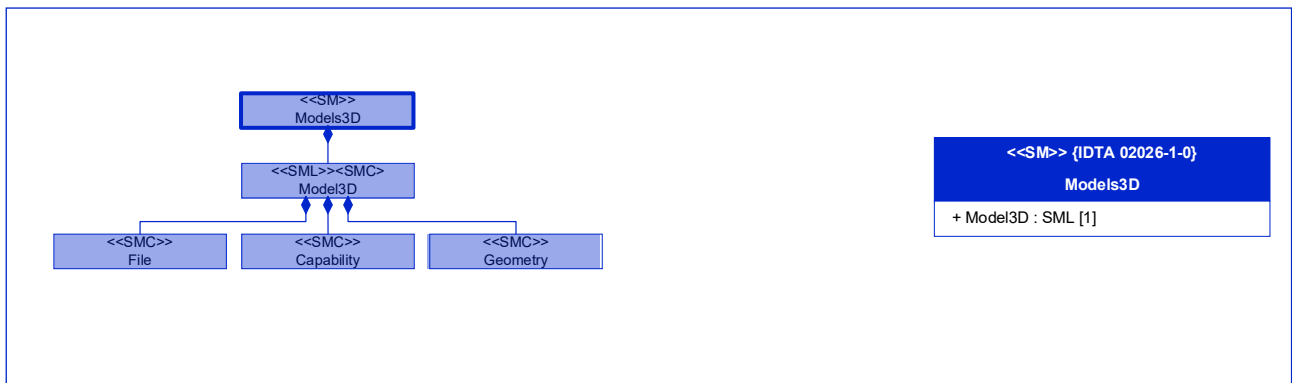 <<SM>>
Models3D
<<SML>><SMC>
Model3D
<<SMC>>
File
<<SMC>>
Capability
<<SMC>>
Geometry
<<SM>> {IDTA 02026-1-0}
Models3D
+ Model3D : SML [1]